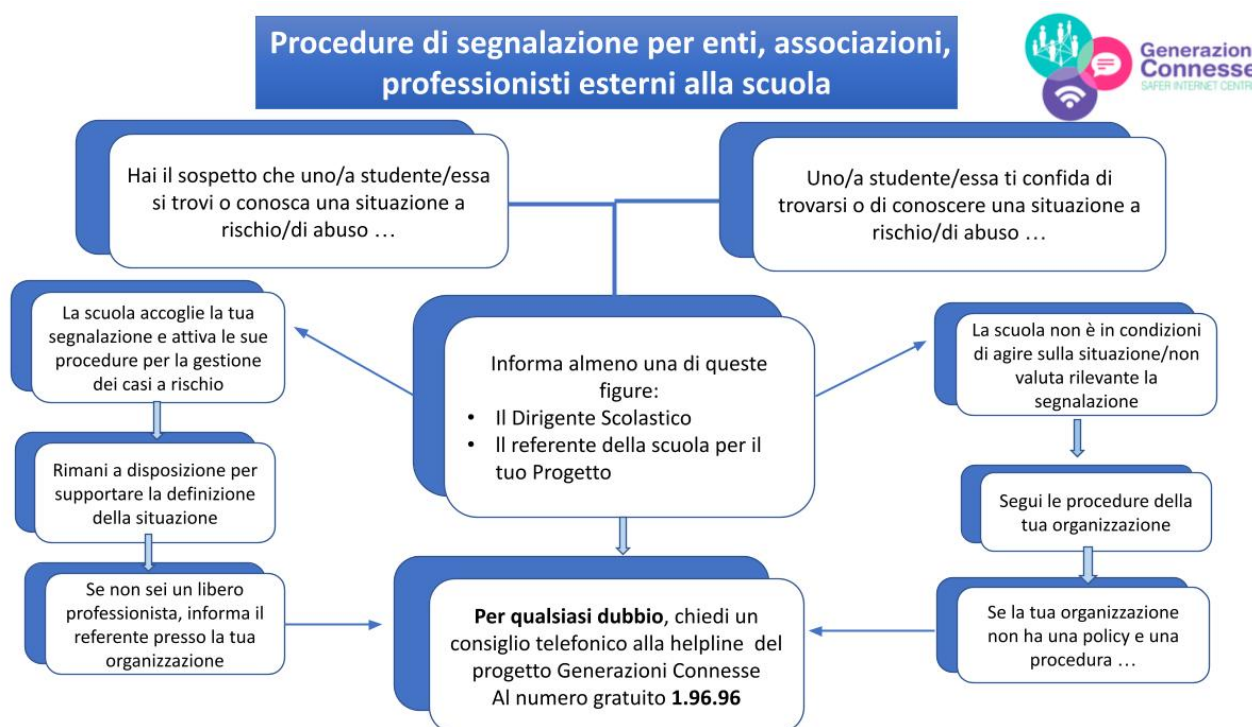 Procedure di segnalazione per enti, associazioni,
professionisti esterni alla scuola
Generazioni
Connesse
SAFER INTERNET CENTRE
Hai il sospetto che uno/a studente/essa
si trovi o conosca una situazione a
rischio/di abuso …
Uno/a studente/essa ti confida di
trovarsi o di conoscere una situazione a
rischio/di abuso …
La scuola accoglie la tua
segnalazione e attiva le sue
procedure per la gestione
dei casi a rischio
Informa almeno una di queste
figure:
• Il Dirigente Scolastico
• Il referente della scuola per il
tuo Progetto
La scuola non è in condizioni
di agire sulla situazione/non
valuta rilevante la
segnalazione
Rimani a disposizione per
supportare la definizione
della situazione
Segui le procedure della
tua organizzazione
Se non sei un libero
professionista, informa il
referente presso la tua
organizzazione
Per qualsiasi dubbio, chiedi un
consiglio telefonico alla helpline del
progetto Generazioni Connesse
Al numero gratuito 1.96.96
Se la tua organizzazione
non ha una policy e una
procedura …